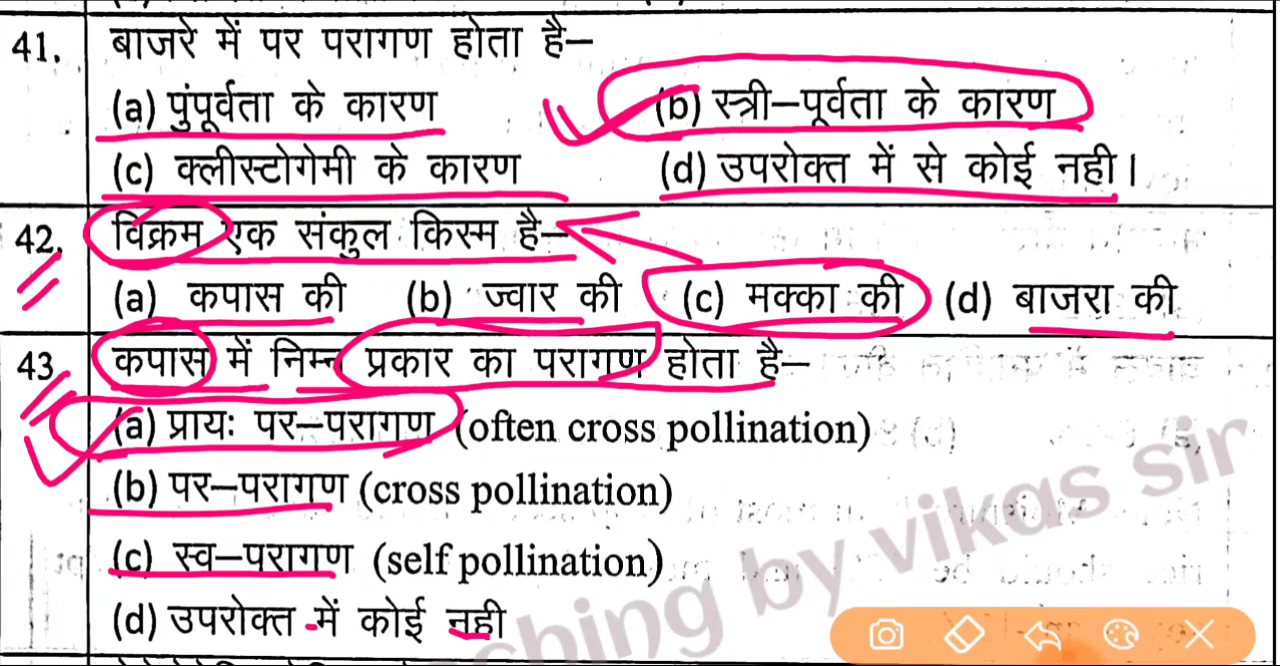 41. बाजरे में पर परागण होता है–
(a) पुंपूर्वता के कारण (b) स्त्री–पूर्वता के कारण
(c) क्लीस्टोगेमी के कारण (d) उपरोक्त में से कोई नही।
42. विक्रम एक संकुल किस्म है–
(a) कपास की (b) ज्वार की (c) मक्का की (d) बाजरा की
43. कपास में निम्न प्रकार का परागण होता है–
(a) प्रायः पर–परागण (often cross pollination)
(b) पर–परागण (cross pollination)
(c) स्व–परागण (self pollination)
(d) उपरोक्त में कोई नही
by vikas sir